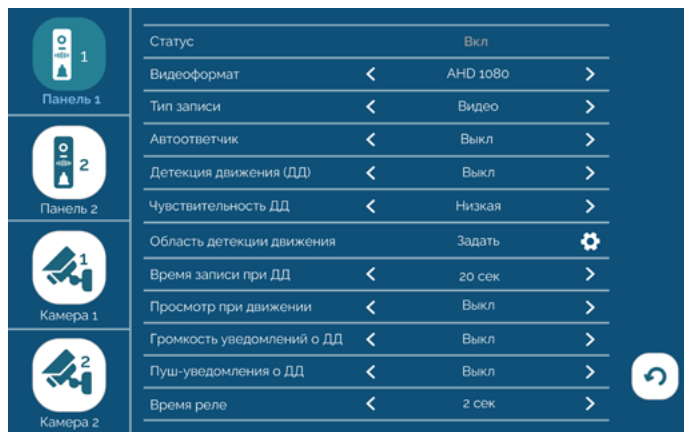 1
Панель 1
2
Панель 2
1
Камера 1
2
Камера 2
Статус Вкл
Видеоформат AHD 1080
Тип записи Видео
Автоответчик Выкл
Детекция движения (ДД) Выкл
Чувствительность ДД Низкая
Область детекции движения Задать
Время записи при ДД 20 сек
Просмотр при движении Выкл
Громкость уведомлений о ДД Выкл
Пуш-уведомления о ДД Выкл
Время реле 2 сек